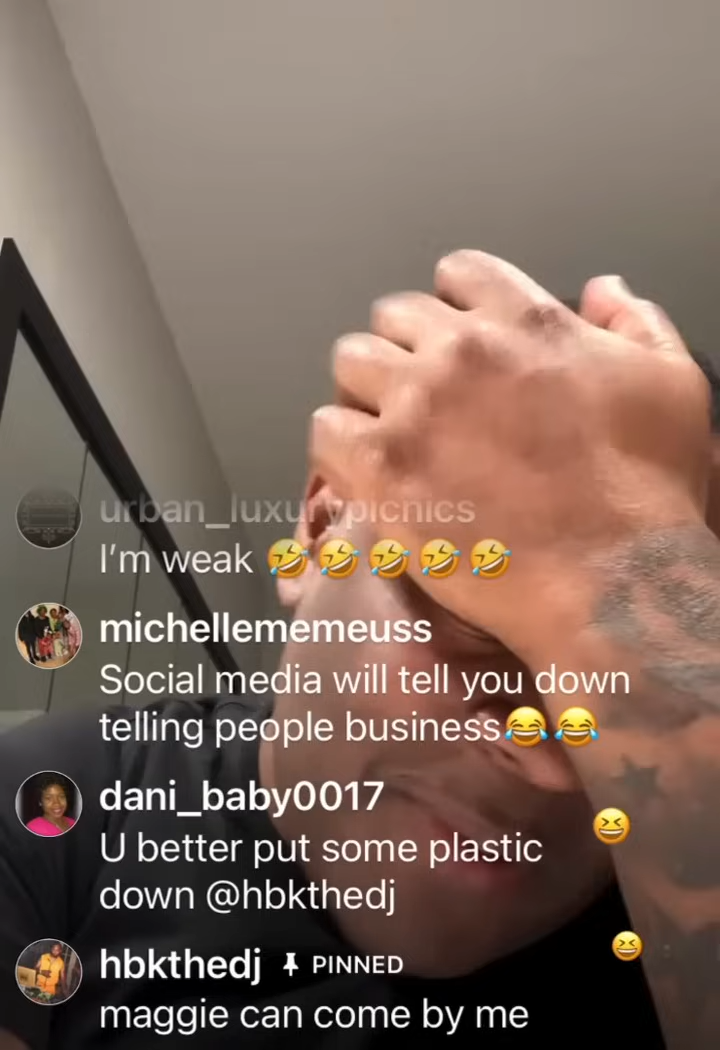 urban_luxurypicnics
I'm weak 🤣🤣🤣🤣🤣
michellememeuss
Social media will tell you down
telling people business😂😂
dani_baby0017
U better put some plastic
down @hbkthedj
hbkthedj 📌 PINNED
maggie can come by me